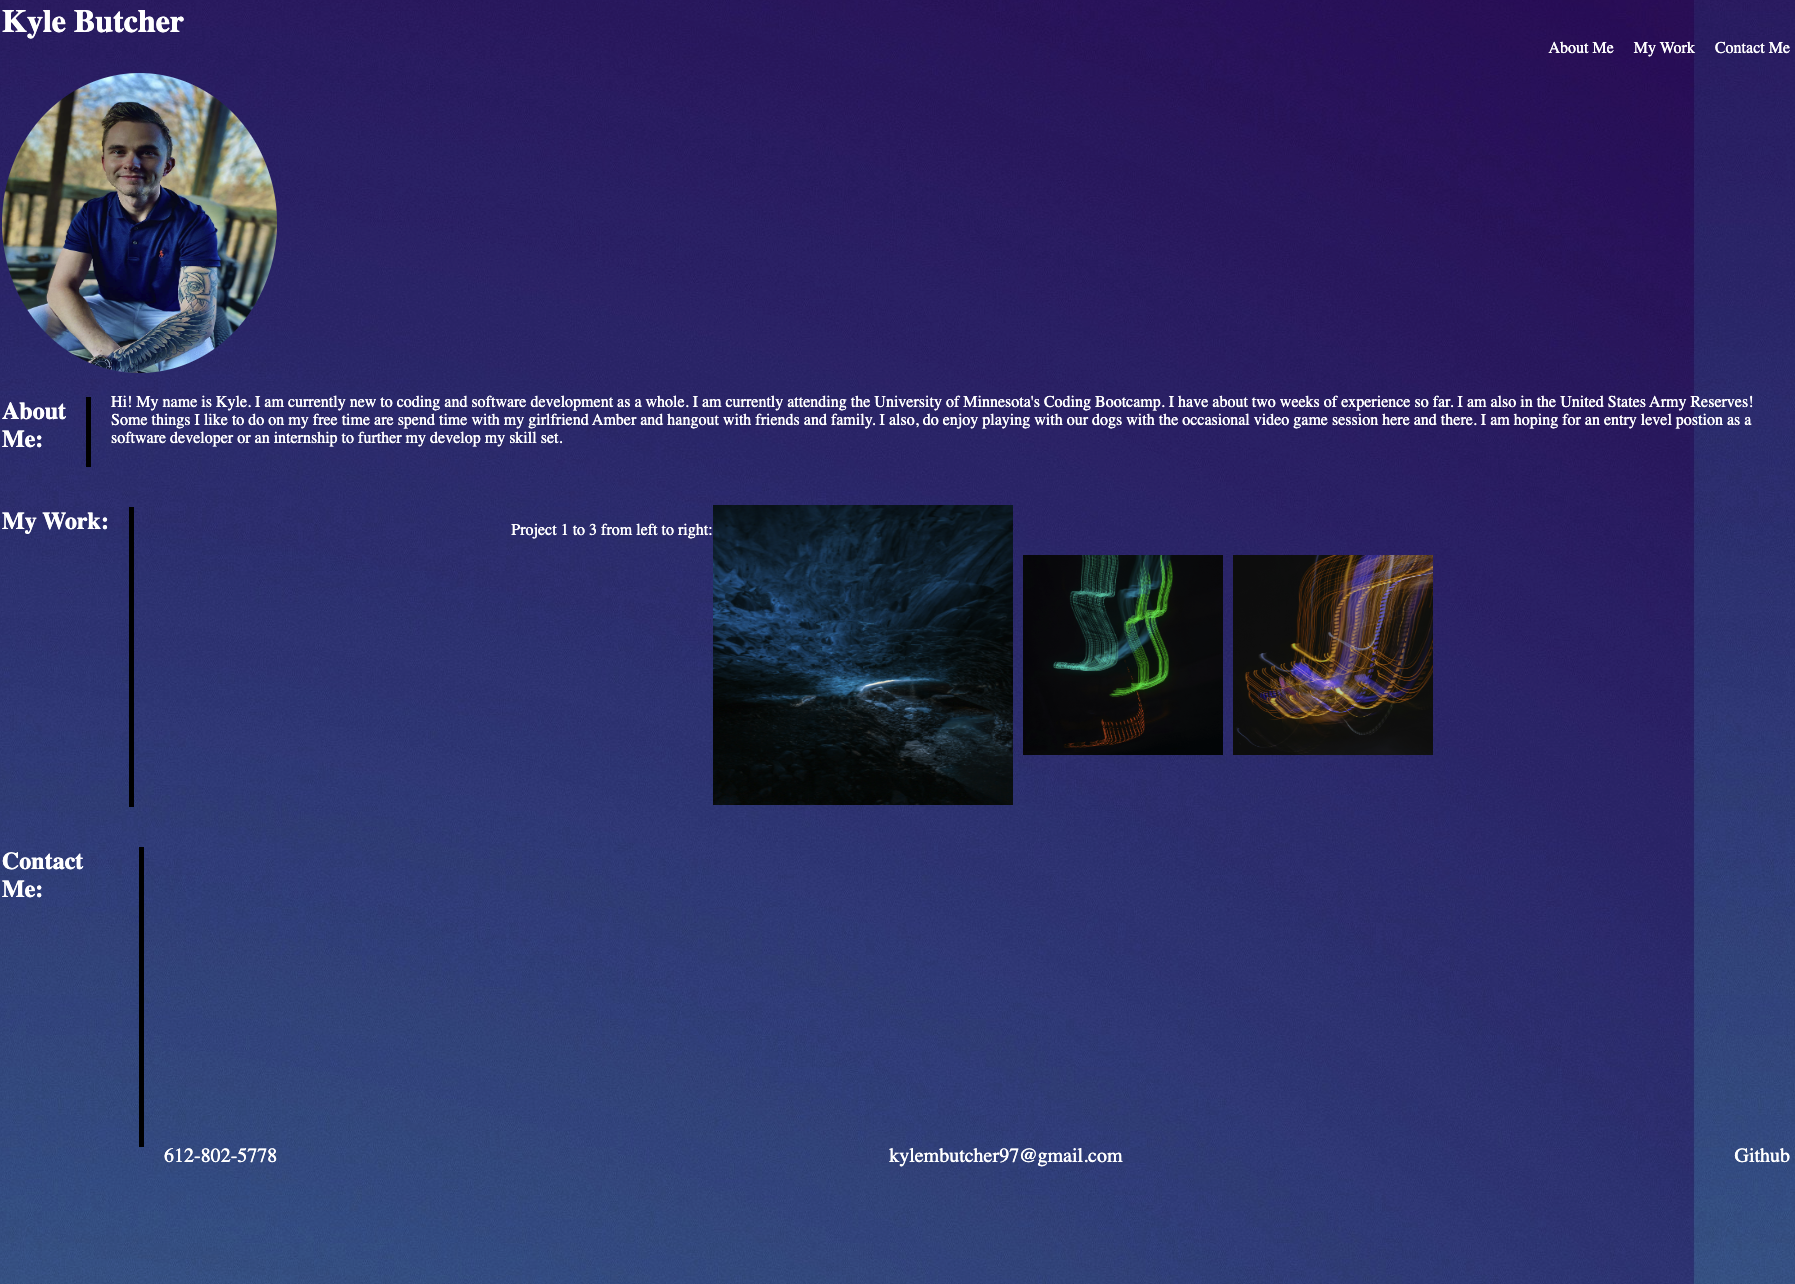 Kyle Butcher
About Me My Work Contact Me
About
Me:
Hi! My name is Kyle. I am currently new to coding and software development as a whole. I am currently attending the University of Minnesota's Coding Bootcamp. I have about two weeks of experience so far. I am also in the United States Army Reserves!
Some things I like to do on my free time are spend time with my girlfriend Amber and hangout with friends and family. I also, do enjoy playing with our dogs with the occasional video game session here and there. I am hoping for an entry level postion as a
software developer or an internship to further my develop my skill set.
My Work:
Project 1 to 3 from left to right:
Contact
Me:
612-802-5778 kylembutcher97@gmail.com Github